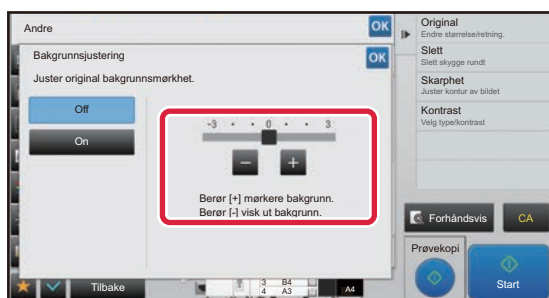 Andre
OK
Bakgrunnsjustering
OK
Juster original bakgrunnsmørkhet.
Off
On
-3 • • 0 • • 3
− +
Berør [+] mørkere bakgrunn.
Berør [-] visk ut bakgrunn.
Original
Endre størrelse/retning.
Slett
Slett skygge rundt
Skarphet
Juster kontur av bildet
Kontrast
Velg type/kontrast
Forhåndsvis
CA
Prøvekopi
Start
Tilbake
3 B4
4 A3
A4